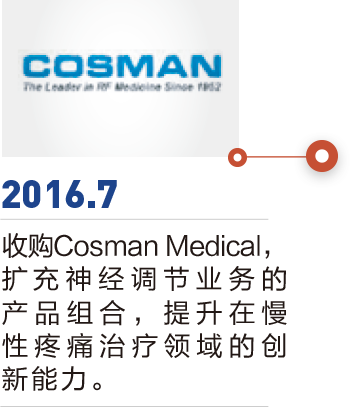 COSMAN
The Leader in RF Medicine Since 1952
2016.7
收购Cosman Medical，
扩充神经调节业务的
产品组合，提升在慢
性疼痛治疗领域的创
新能力。